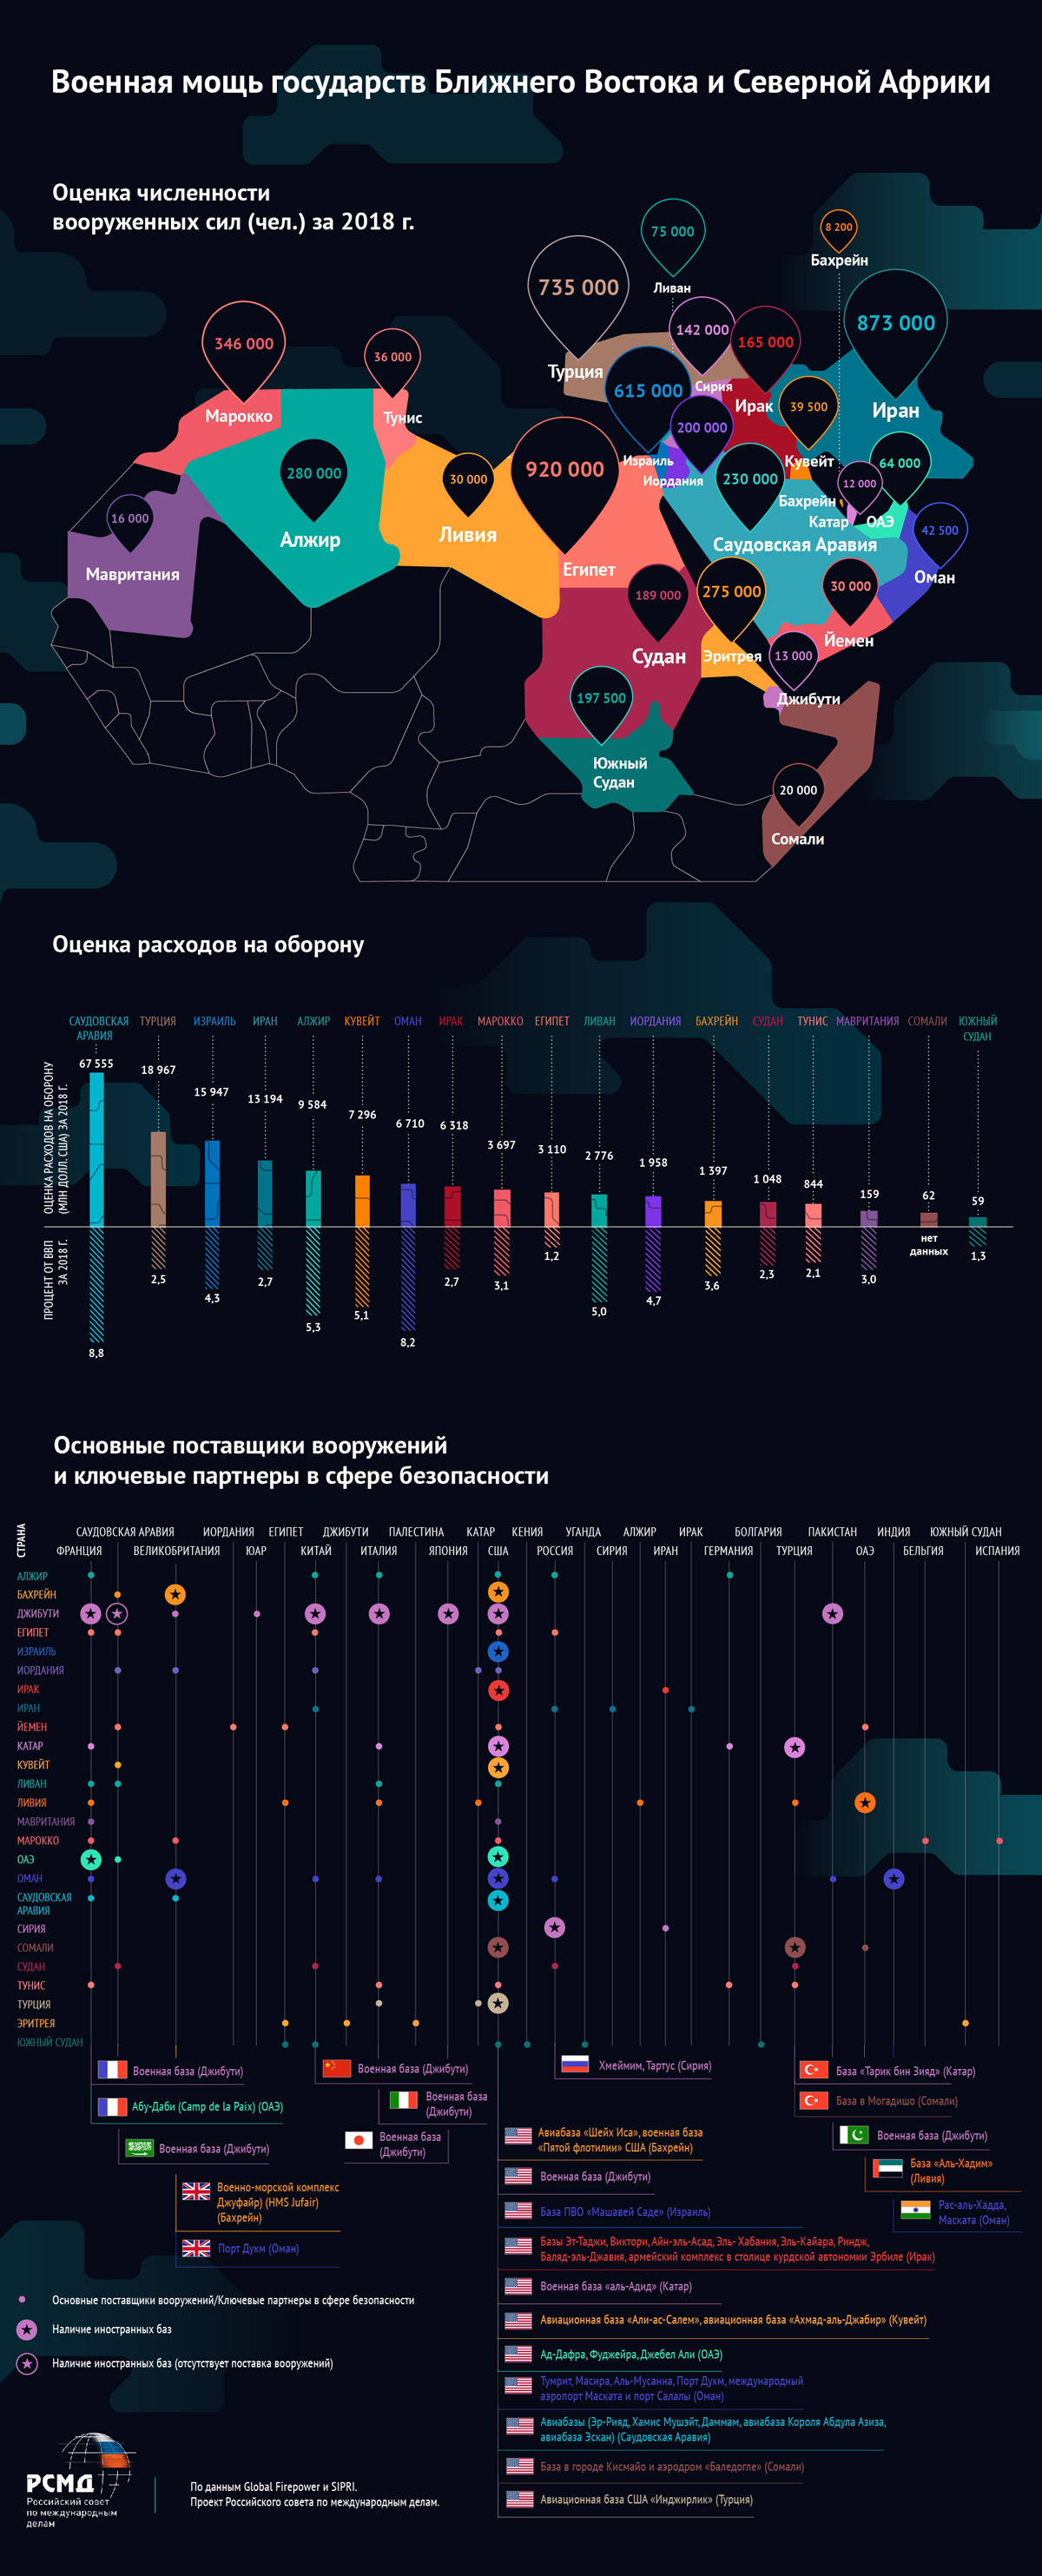 Военная мощь государств Ближнего Востока и Северной Африки
Оценка численности
вооруженных сил (чел.) за 2018 г.
75 000
Ливан
8 200
Бахрейн
735 000
Турция
873 000
Иран
346 000
Марокко
36 000
Тунис
142 000
Сирия
165 000
Ирак
615 000
Израиль
39 500
Кувейт
200 000
Иордания
280 000
Алжир
30 000
Ливия
920 000
Египет
230 000
Саудовская Аравия
64 000
ОАЭ
12 000
Бахрейн
Катар
42 500
Оман
16 000
Мавритания
189 000
Судан
275 000
Эритрея
30 000
Йемен
13 000
Джибути
197 500
Южный
Судан
20 000
Сомали
Оценка расходов на оборону
САУДОВСКАЯ
АРАВИЯ
ТУРЦИЯ
ИЗРАИЛЬ
ИРАН
АЛЖИР
КУВЕЙТ
ОМАН
ИРАК
МАРОККО
ЕГИПЕТ
ЛИВАН
ИОРДАНИЯ
БАХРЕЙН
СУДАН
ТУНИС
МАВРИТАНИЯ
СОМАЛИ
ЮЖНЫЙ
СУДАН
ОЦЕНКА РАСХОДОВ НА ОБОРОНУ
(МЛН ДОЛЛ. США) ЗА 2018 Г.
67 555
18 967
15 947
13 194
9 584
7 296
6 710
6 318
3 697
3 110
2 776
1 958
1 397
1 048
844
159
62
59
ПРОЦЕНТ ОТ ВВП
ЗА 2018 Г.
8,8
2,5
4,3
2,7
5,3
5,1
8,2
2,7
3,1
1,2
5,0
4,7
3,6
2,3
2,1
3,0
нет
данных
1,3
Основные поставщики вооружений
и ключевые партнеры в сфере безопасности
СТРАНА
САУДОВСКАЯ АРАВИЯ
ИОРДАНИЯ
ЕГИПЕТ
ДЖИБУТИ
ПАЛЕСТИНА
КАТАР
КЕНИЯ
УГАНДА
АЛЖИР
ИРАК
БОЛГАРИЯ
ПАКИСТАН
ИНДИЯ
ЮЖНЫЙ СУДАН
ФРАНЦИЯ
ВЕЛИКОБРИТАНИЯ
ЮАР
КИТАЙ
ИТАЛИЯ
ЯПОНИЯ
США
РОССИЯ
СИРИЯ
ИРАН
ГЕРМАНИЯ
ТУРЦИЯ
ОАЭ
БЕЛЬГИЯ
ИСПАНИЯ
АЛЖИР
БАХРЕЙН
ДЖИБУТИ
ЕГИПЕТ
ИЗРАИЛЬ
ИОРДАНИЯ
ИРАК
ИРАН
ЙЕМЕН
КАТАР
КУВЕЙТ
ЛИВАН
ЛИВИЯ
МАВРИТАНИЯ
МАРОККО
ОАЭ
ОМАН
САУДОВСКАЯ
АРАВИЯ
СИРИЯ
СОМАЛИ
СУДАН
ТУНИС
ТУРЦИЯ
ЭРИТРЕЯ
ЮЖНЫЙ СУДАН
Военная база (Джибути)
Абу-Даби (Camp de la Paix) (ОАЭ)
Военная база (Джибути)
Военно-морской комплекс
Джуфайр) (HMS Jufair)
(Бахрейн)
Порт Дукм (Оман)
Военная база (Джибути)
Военная база
(Джибути)
Военная база
(Джибути)
Хмеймим, Тартус (Сирия)
Авиабаза «Шейх Иса», военная база
«Пятой флотилии» США (Бахрейн)
Военная база (Джибути)
База ПВО «Машавей Саде» (Израиль)
Базы Эт-Таджи, Виктори, Айн-эль-Асад, Эль- Хабания, Эль-Кайара, Риндж,
Баляд-эль-Джавия, армейский комплекс в столице курдской автономии Эрбиле (Ирак)
Военная база «аль-Адид» (Катар)
Авиационная база «Али-ас-Салем», авиационная база «Ахмад-аль-Джабир» (Кувейт)
Ад-Дафра, Фуджейра, Джебел Али (ОАЭ)
Тумрит, Масира, Аль-Мусанна, Порт Дукм, международный
аэропорт Маската и порт Салалы (Оман)
Авиабазы (Эр-Рияд, Хамис Мушэйт, Даммам, авиабаза Короля Абдула Азиза,
авиабаза Эскан) (Саудовская Аравия)
База в городе Кисмайо и аэродром «Баледогле» (Сомали)
Авиационная база США «Инджирлик» (Турция)
База «Тарик бин Зияд» (Катар)
База в Могадишо (Сомали)
Военная база (Джибути)
База «Аль-Хадим»
(Ливия)
Рас-аль-Хадда,
Маската (Оман)
Основные поставщики вооружений/Ключевые партнеры в сфере безопасности
Наличие иностранных баз
Наличие иностранных баз (отсутствует поставка вооружений)
РСМД
Российский совет
по международным
делам
По данным Global Firepower и SIPRI.
Проект Российского совета по международным делам.